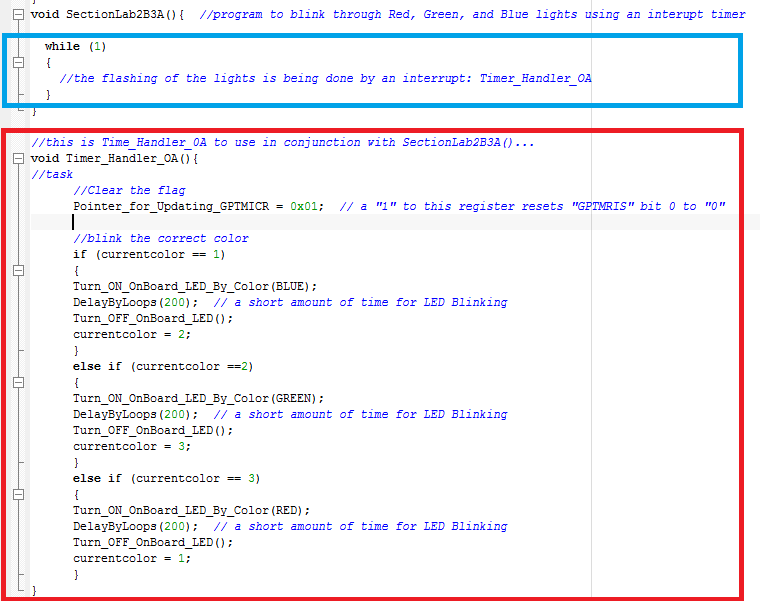 void SectionLab2B3A(){  //program to blink through Red, Green, and Blue lights using an interupt timer
while (1)
{
//the flashing of the lights is being done by an interrupt: Timer_Handler_OA
}
}
//this is Time_Handler_0A to use in conjunction with SectionLab2B3A()...
void Timer_Handler_OA(){
//task
//Clear the flag
Pointer_for_Updating_GPTMICR = 0x01;  // a "1" to this register resets "GPTMRIS" bit 0 to "0"
//blink the correct color
if (currentcolor == 1)
{
Turn_ON_OnBoard_LED_By_Color(BLUE);
DelayByLoops(200);  // a short amount of time for LED Blinking
Turn_OFF_OnBoard_LED();
currentcolor = 2;
}
else if (currentcolor ==2)
{
Turn_ON_OnBoard_LED_By_Color(GREEN);
DelayByLoops(200);  // a short amount of time for LED Blinking
Turn_OFF_OnBoard_LED();
currentcolor = 3;
}
else if (currentcolor == 3)
{
Turn_ON_OnBoard_LED_By_Color(RED);
DelayByLoops(200);  // a short amount of time for LED Blinking
Turn_OFF_OnBoard_LED();
currentcolor = 1;
}
}